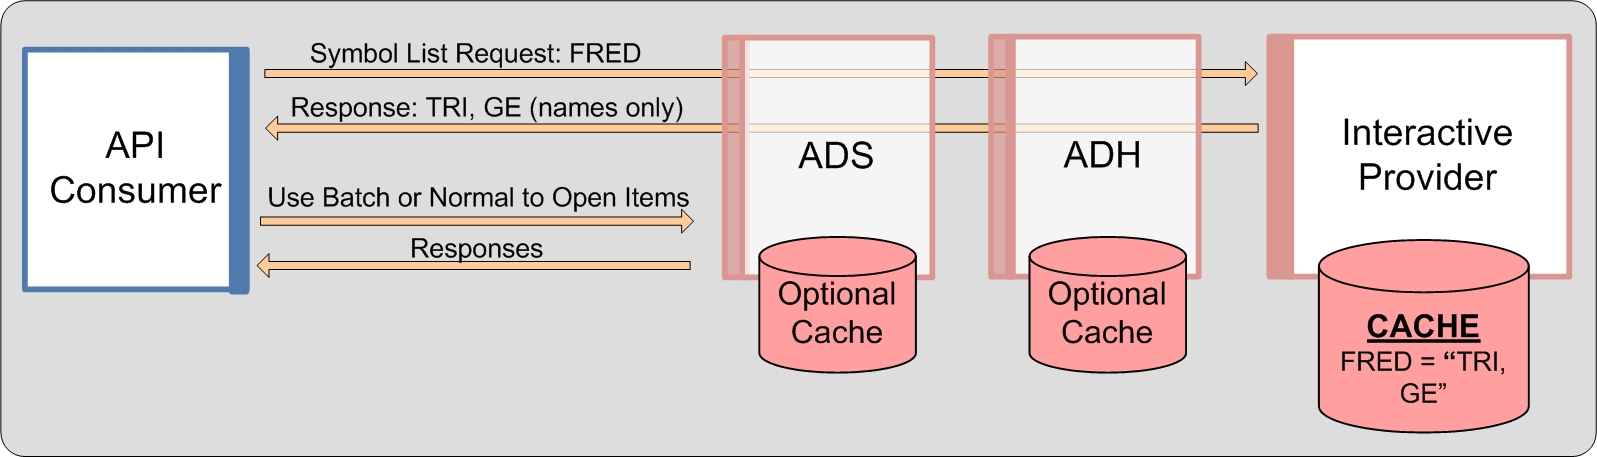 Symbol List Request: FRED
Response: TRI, GE (names only)
API
Consumer
Use Batch or Normal to Open Items
Responses
ADS
Optional
Cache
ADH
Optional
Cache
Interactive
Provider
CACHE
FRED = “TRI,
GE”